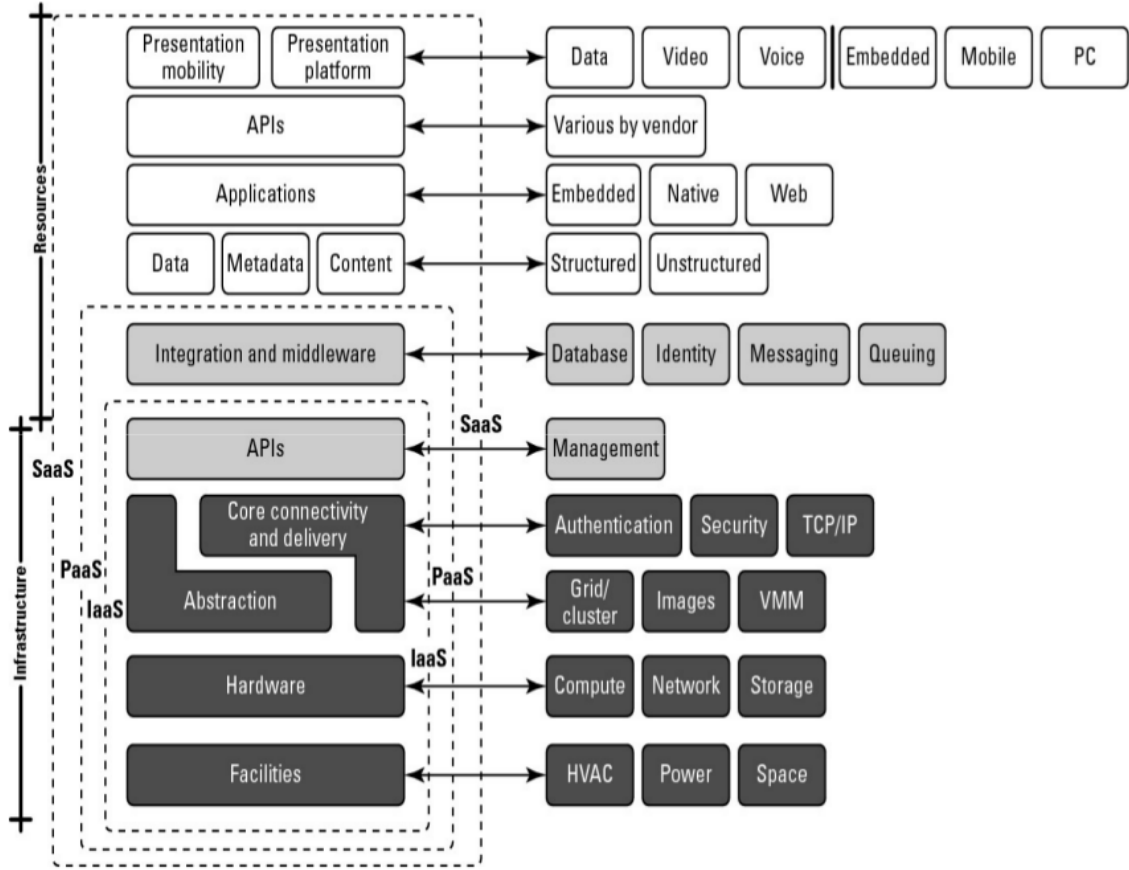 Presentation
mobility
Presentation
platform
Data
Video
Voice
Embedded
Mobile
PC
APIs
Various by vendor
Applications
Embedded
Native
Web
Data
Metadata
Content
Structured
Unstructured
Resources
Integration and middleware
Database
Identity
Messaging
Queuing
APIs
SaaS
Management
SaaS
Core connectivity
and delivery
Authentication
Security
TCP/IP
PaaS
IaaS
Abstraction
PaaS
Grid/
cluster
Images
VMM
Infrastructure
Hardware
IaaS
Compute
Network
Storage
Facilities
HVAC
Power
Space